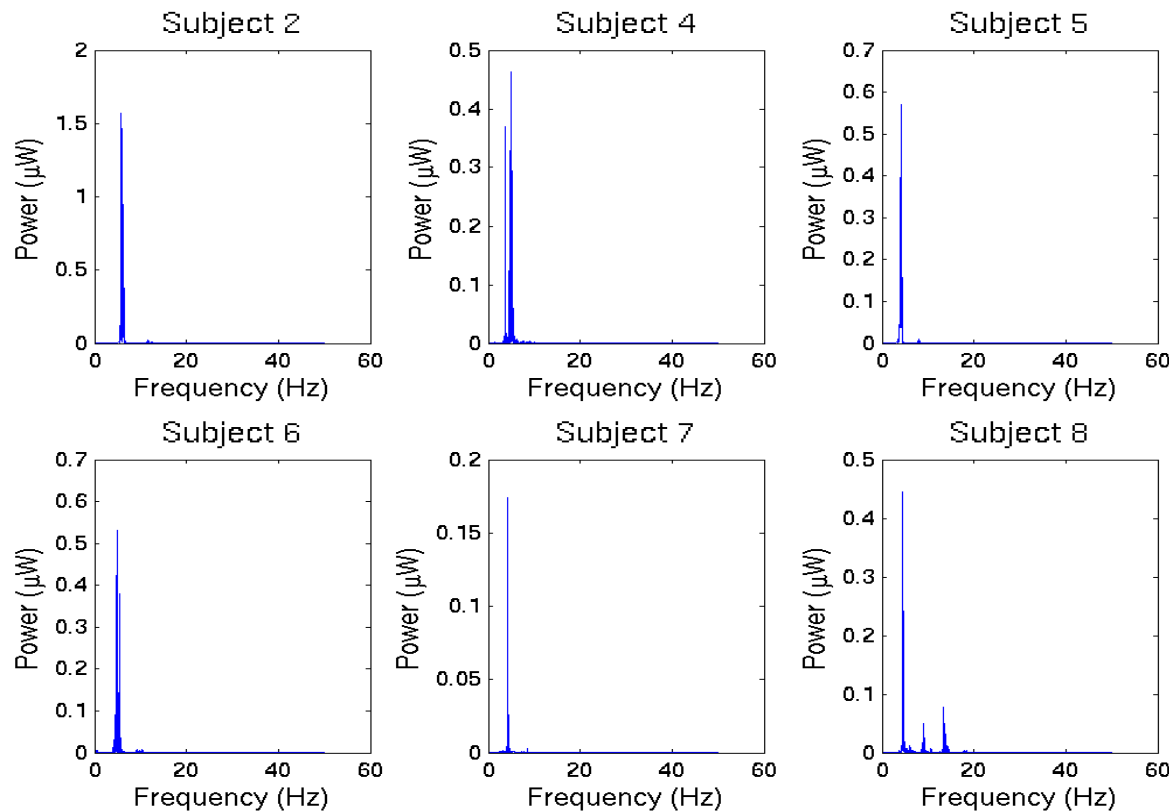 Subject 2
2
1.5
1
0.5
0
Power (μW)
0 20 40 60
Frequency (Hz)
Subject 4
0.5
0.4
0.3
0.2
0.1
0
Power (μW)
0 20 40 60
Frequency (Hz)
Subject 5
0.7
0.6
0.5
0.4
0.3
0.2
0.1
0
Power (μW)
0 20 40 60
Frequency (Hz)
Subject 6
0.7
0.6
0.5
0.4
0.3
0.2
0.1
0
Power (μW)
0 20 40 60
Frequency (Hz)
Subject 7
0.2
0.15
0.1
0.05
0
Power (μW)
0 20 40 60
Frequency (Hz)
Subject 8
0.5
0.4
0.3
0.2
0.1
0
Power (μW)
0 20 40 60
Frequency (Hz)